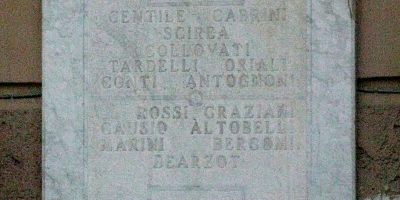 GENTILE CABRINI
SCIREA
COLLOVATI
TARDELLI ORIALI
CONTI ANTOGNONI
ROSSI GRAZIANI
CAUSIO ALTOBELLI
MARINI BERGOMI
BEARZOT